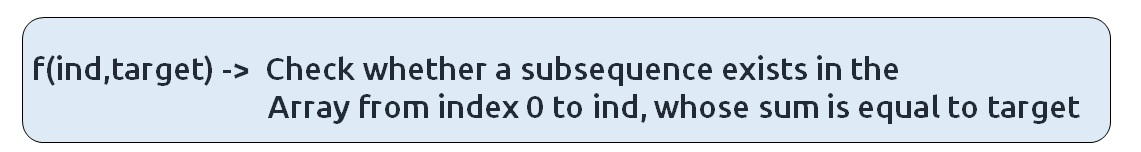 f(ind,target) -> Check whether a subsequence exists in the
Array from index 0 to ind, whose sum is equal to target